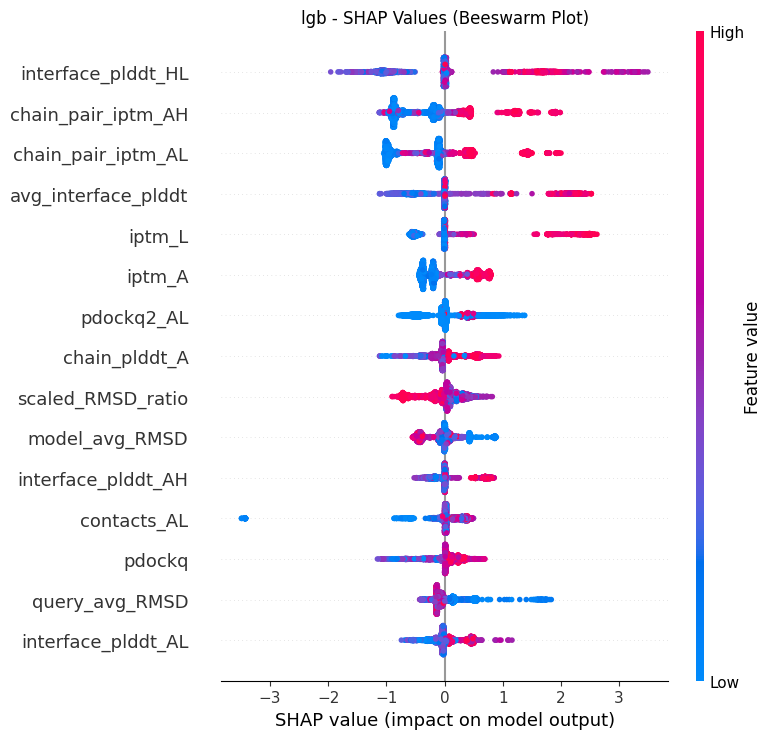 lgb - SHAP Values (Beeswarm Plot)
High
interface_plddt_HL
chain_pair_iptm_AH
chain_pair_iptm_AL
avg_interface_plddt
iptm_L
iptm_A
pdockq2_AL
chain_plddt_A
scaled_RMSD_ratio
model_avg_RMSD
interface_plddt_AH
contacts_AL
pdockq
query_avg_RMSD
interface_plddt_AL
Feature value
Low
−3 −2 −1 0 1 2 3
SHAP value (impact on model output)